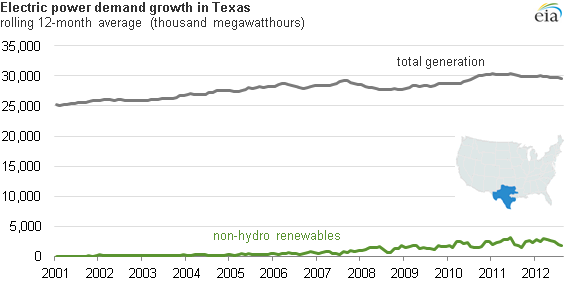 Electric power demand growth in Texas
rolling 12-month average (thousand megawatthours)
eia
35,000
30,000
25,000
20,000
15,000
10,000
5,000
0
total generation
non-hydro renewables
2001 2002 2003 2004 2005 2006 2007 2008 2009 2010 2011 2012